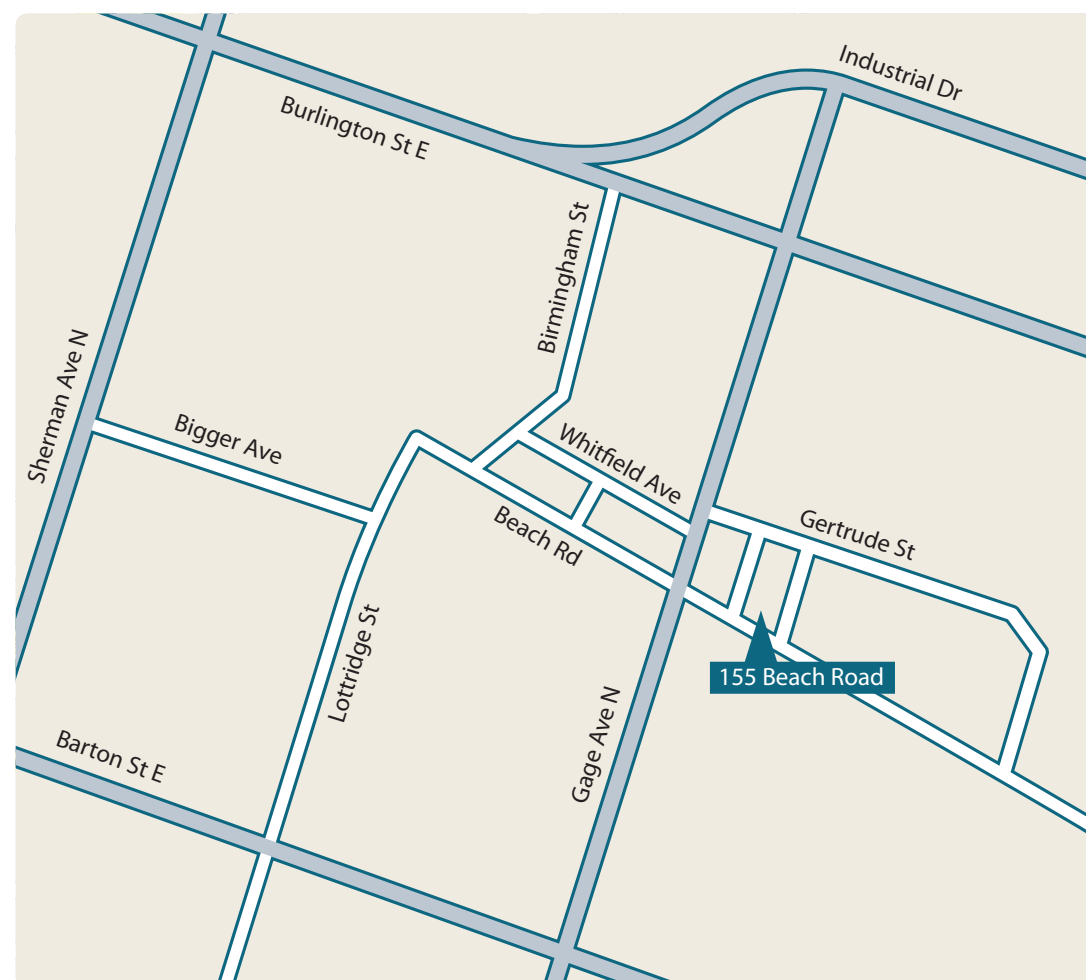 Industrial Dr
Burlington St E
Birmingham St
Sherman Ave N
Bigger Ave
Whitfield Ave
Gertrude St
Beach Rd
Lottridge St
155 Beach Road
Gage Ave N
Barton St E